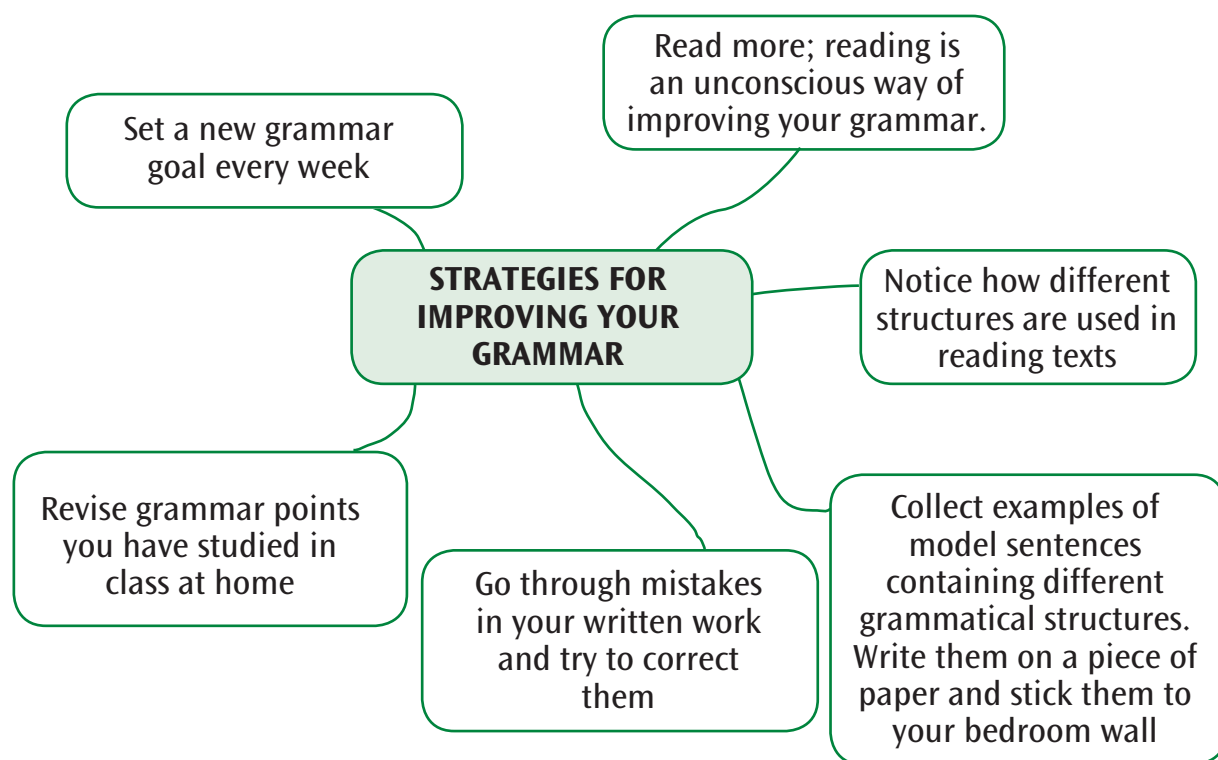 Read more; reading is
an unconscious way of
improving your grammar.
Set a new grammar
goal every week
STRATEGIES FOR
IMPROVING YOUR
GRAMMAR
Notice how different
structures are used in
reading texts
Revise grammar points
you have studied in
class at home
Go through mistakes
in your written work
and try to correct
them
Collect examples of
model sentences
containing different
grammatical structures.
Write them on a piece of
paper and stick them to
your bedroom wall